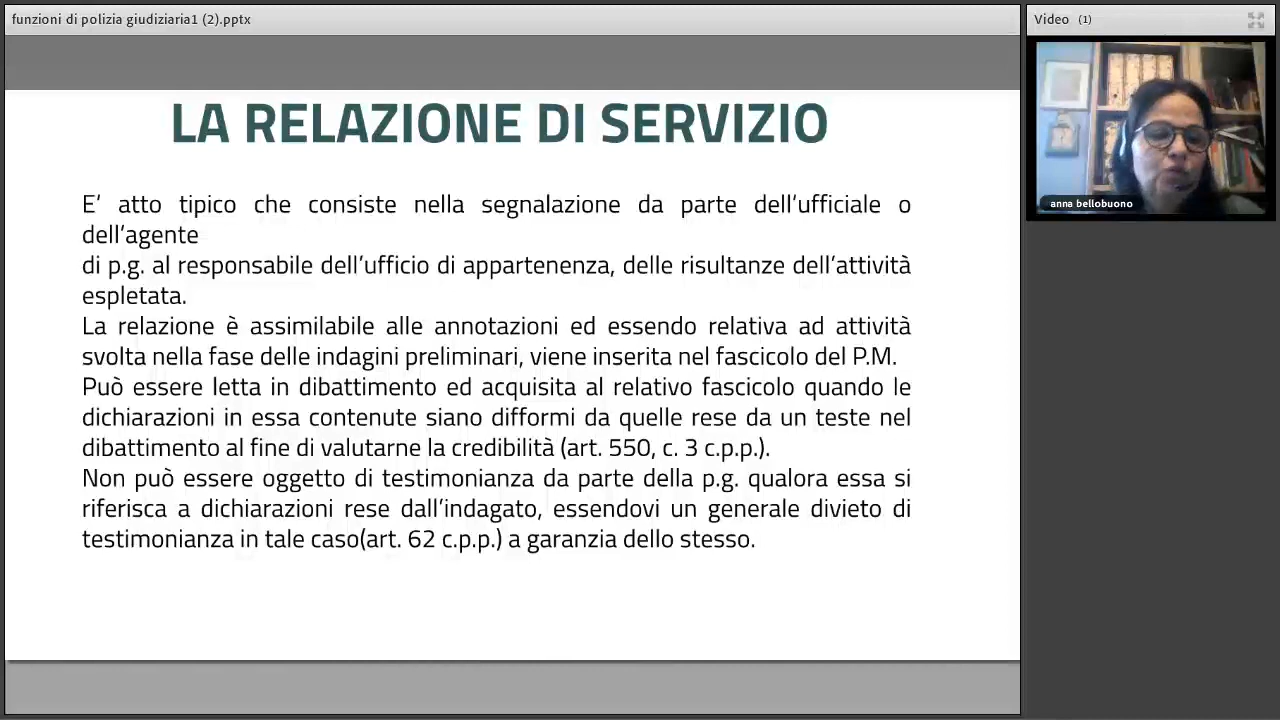 funzioni di polizia giudiziaria1 (2).pptx
Video (1)
LA RELAZIONE DI SERVIZIO
E’ atto tipico che consiste nella segnalazione da parte dell’ufficiale o
dell’agente
di p.g. al responsabile dell’ufficio di appartenenza, delle risultanze dell’attività
espletata.
La relazione è assimilabile alle annotazioni ed essendo relativa ad attività
svolta nella fase delle indagini preliminari, viene inserita nel fascicolo del P.M.
Può essere letta in dibattimento ed acquisita al relativo fascicolo quando le
dichiarazioni in essa contenute siano difformi da quelle rese da un teste nel
dibattimento al fine di valutarne la credibilità (art. 550, c. 3 c.p.p.).
Non può essere oggetto di testimonianza da parte della p.g. qualora essa si
riferisca a dichiarazioni rese dall’indagato, essendovi un generale divieto di
testimonianza in tale caso(art. 62 c.p.p.) a garanzia dello stesso.
anna bellobuono